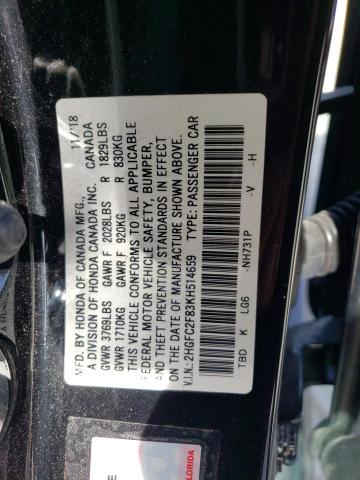 MFD. BY HONDA OF CANADA MFG., 11/'18
A DIVISION OF HONDA CANADA INC. CANADA
GVWR 3769LBS GAWR F 2028LBS R 1829LBS
GVWR 1710KG GAWR F 920KG R 830KG
THIS VEHICLE CONFORMS TO ALL APPLICABLE
FEDERAL MOTOR VEHICLE SAFETY, BUMPER,
AND THEFT PREVENTION STANDARDS IN EFFECT
ON THE DATE OF MANUFACTURE SHOWN ABOVE.
V.I.N.: 2HGFC2F83KH514659 TYPE: PASSENGER CAR
TBD K LG6 -NH731P -V -H
LORIDA